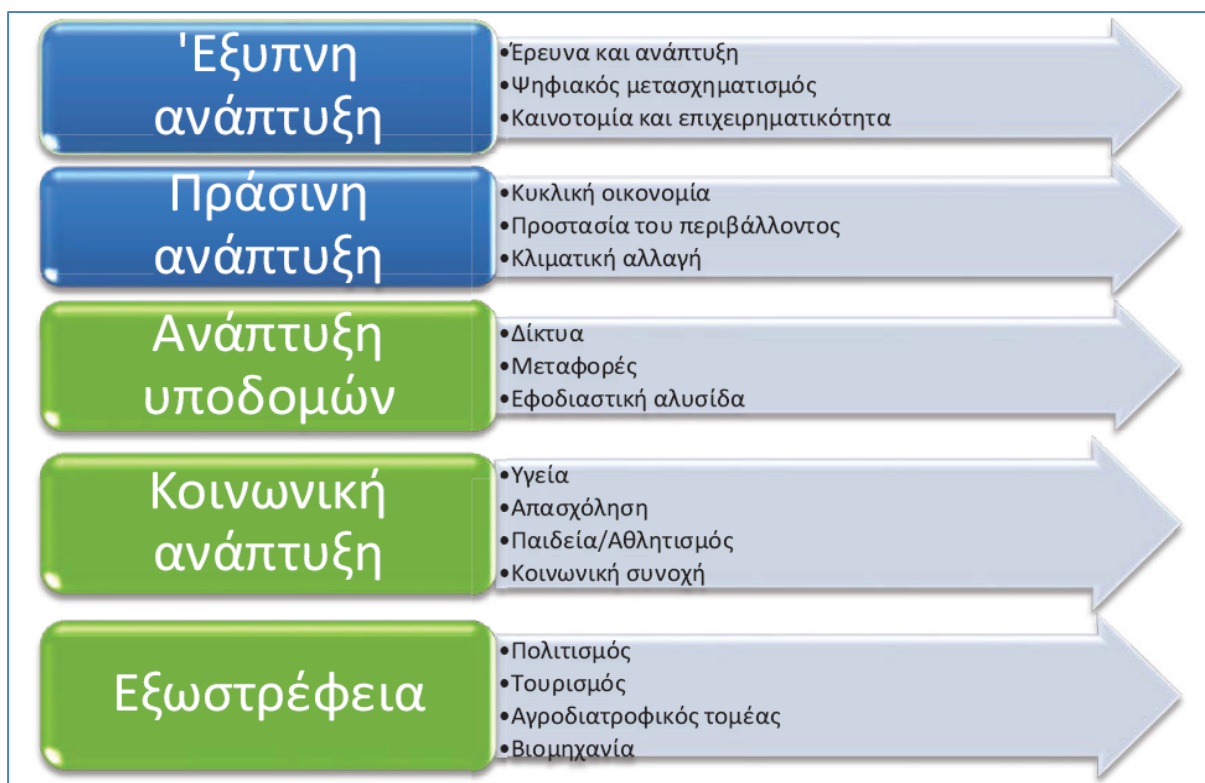 'Εξυπνη
ανάπτυξη
•Έρευνα και ανάπτυξη
•Ψηφιακός μετασχηματισμός
•Καινοτομία και επιχειρηματικότητα
Πράσινη
ανάπτυξη
•Κυκλική οικονομία
•Προστασία του περιβάλλοντος
•Κλιματική αλλαγή
Ανάπτυξη
υποδομών
•Δίκτυα
•Μεταφορές
•Εφοδιαστική αλυσίδα
Κοινωνική
ανάπτυξη
•Υγεία
•Απασχόληση
•Παιδεία/Αθλητισμός
•Κοινωνική συνοχή
Εξωστρέφεια
•Πολιτισμός
•Τουρισμός
•Αγροδιατροφικός τομέας
•Βιομηχανία